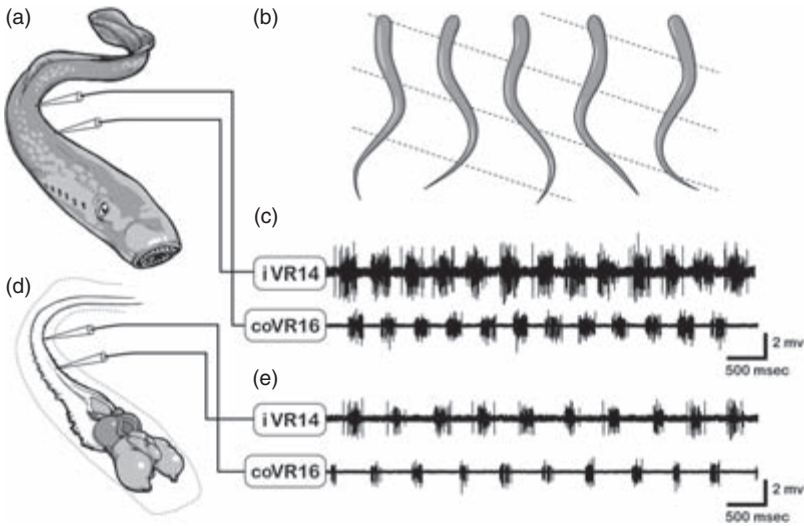 (a)
(b)
(c)
iVR14
coVR16
2 mv
500 msec
(d)
(e)
iVR14
coVR16
2 mv
500 msec